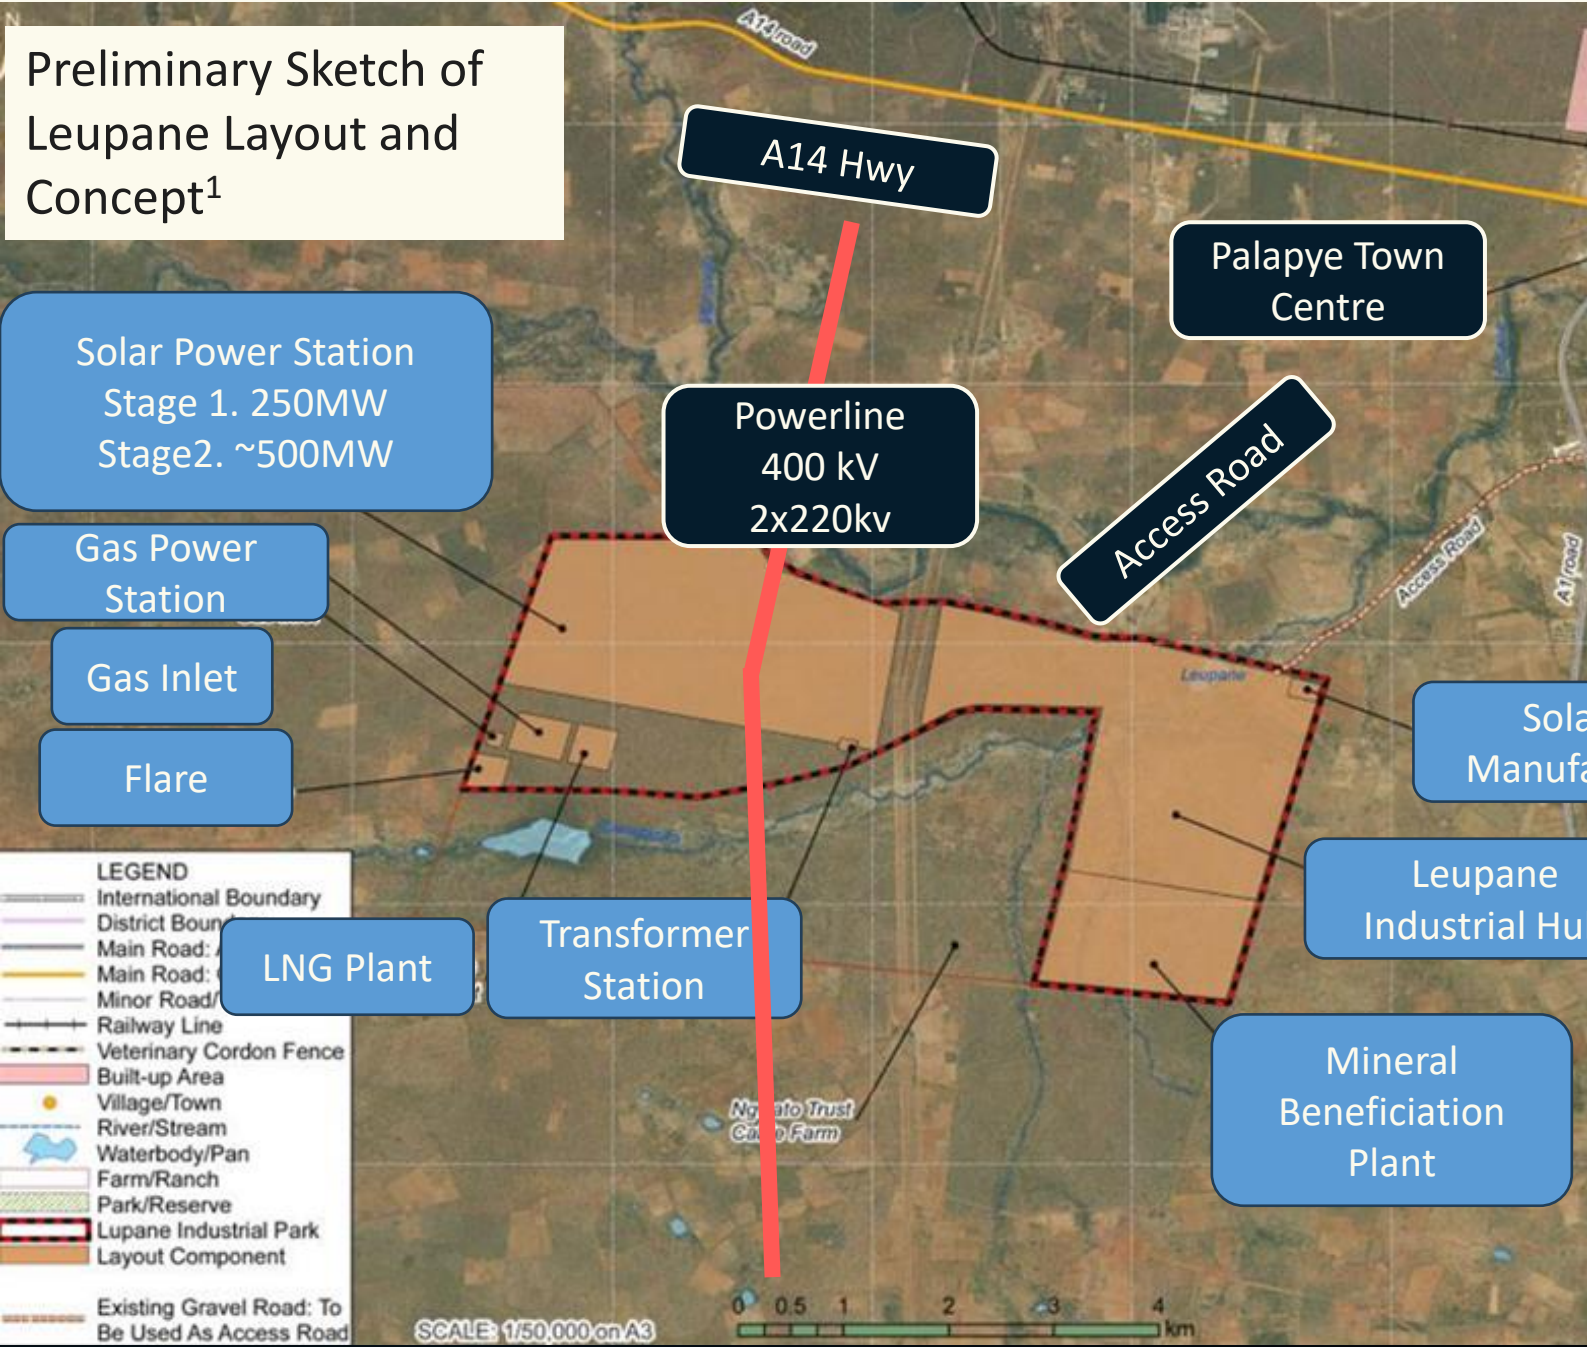 Preliminary Sketch of
Leupane Layout and
Concept¹
A14 road
A14 Hwy
Palapye Town
Centre
Solar Power Station
Stage 1. 250MW
Stage2. ~500MW
Powerline
400 kV
2x220kv
Access Road
Access Road
A1 road
Gas Power
Station
Gas Inlet
Flare
Leupane
Sola
Manufa
Leupane
Industrial Hu
LNG Plant
Transformer
Station
Mineral
Beneficiation
Plant
Farm
LEGEND
International Boundary
District Boun
Main Road:
Main Road:
Minor Road/
Railway Line
Veterinary Cordon Fence
Built-up Area
Village/Town
River/Stream
Waterbody/Pan
Farm/Ranch
Park/Reserve
Lupane Industrial Park
Layout Component
Existing Gravel Road: To
Be Used As Access Road
Trust
SCALE: 1/50,000 on A3
0 0.5 1 2 3 4
km